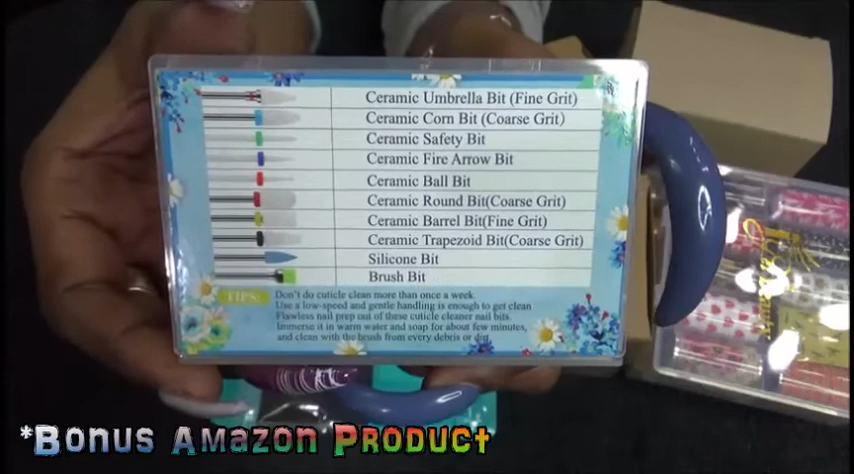 Ceramic Umbrella Bit (Fine Grit)
Ceramic Corn Bit (Coarse Grit)
Ceramic Safety Bit
Ceramic Fire Arrow Bit
Ceramic Ball Bit
Ceramic Round Bit(Coarse Grit)
Ceramic Barrel Bit(Fine Grit)
Ceramic Trapezoid Bit(Coarse Grit)
Silicone Bit
Brush Bit
TIPS: Don't do cuticle clean more than once a week.
Use a low-speed and gentle handling is enough to get clean
Flawless nail prep out of these cuticle cleaner nail bits.
Immerse it in warm water and soap for about few minutes,
and clean with the brush from every debris or dirt
*Bonus Amazon Product